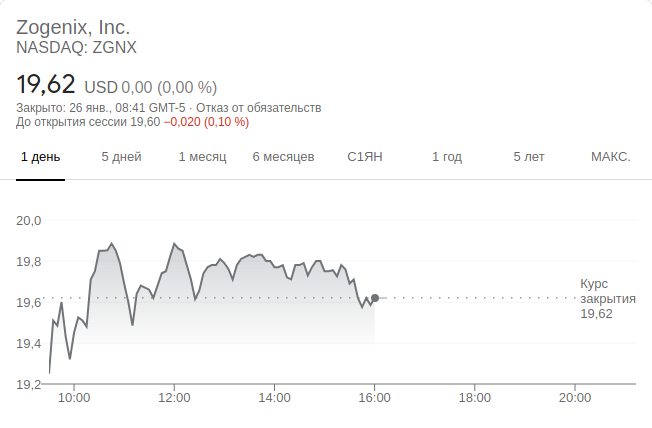 Zogenix, Inc.
NASDAQ: ZGNX
19,62 USD 0,00 (0,00 %)
Закрыто: 26 янв., 08:41 GMT-5 · Отказ от обязательств
До открытия сессии 19,60 −0,020 (0,10 %)
1 день 5 дней 1 месяц 6 месяцев С1ЯН 1 год 5 лет МАКС.
20,0
19,8
19,6
19,4
19,2
Курс
закрытия
19,62
10:00 12:00 14:00 16:00 18:00 20:00